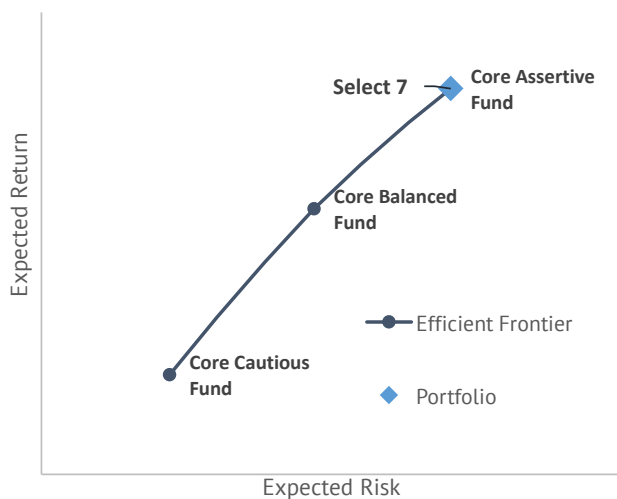 Expected Return
Select 7
Core Assertive
Fund
Core Balanced
Fund
Efficient Frontier
Core Cautious
Fund
Portfolio
Expected Risk